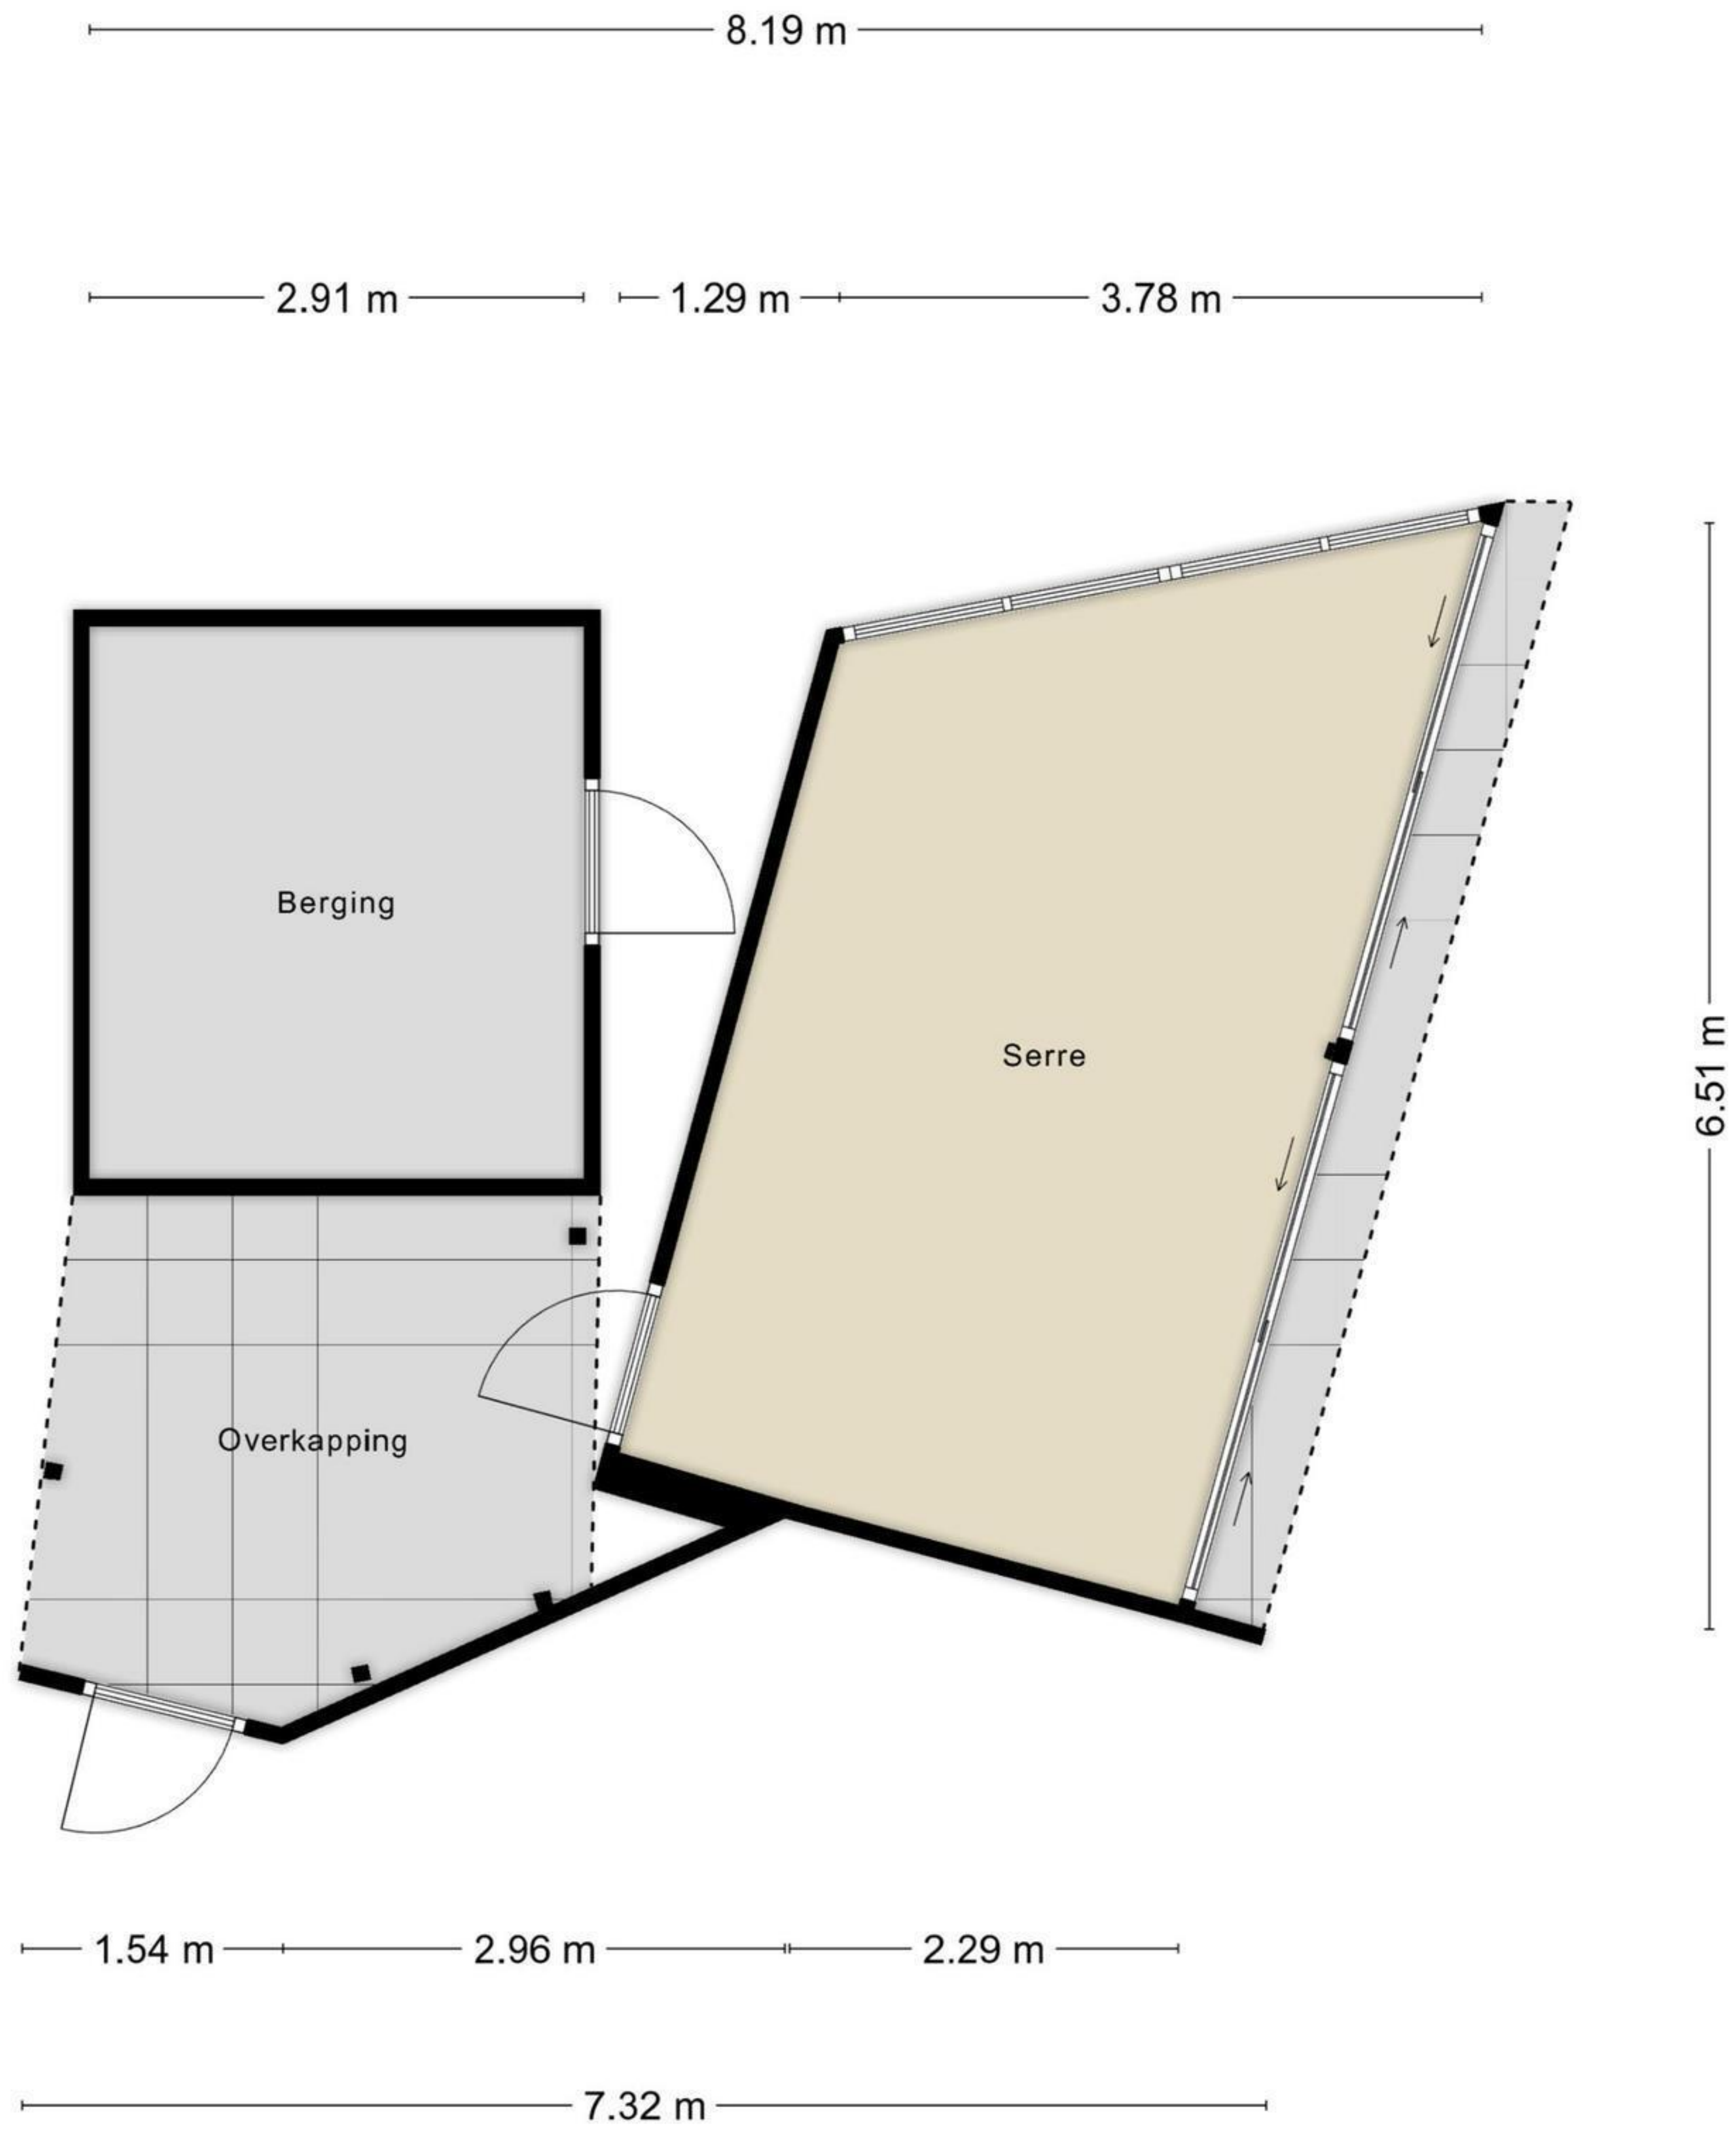 8.19 m
2.91 m
1.29 m
3.78 m
Berging
Serre
6.51 m
Overkapping
1.54 m
2.96 m
2.29 m
7.32 m